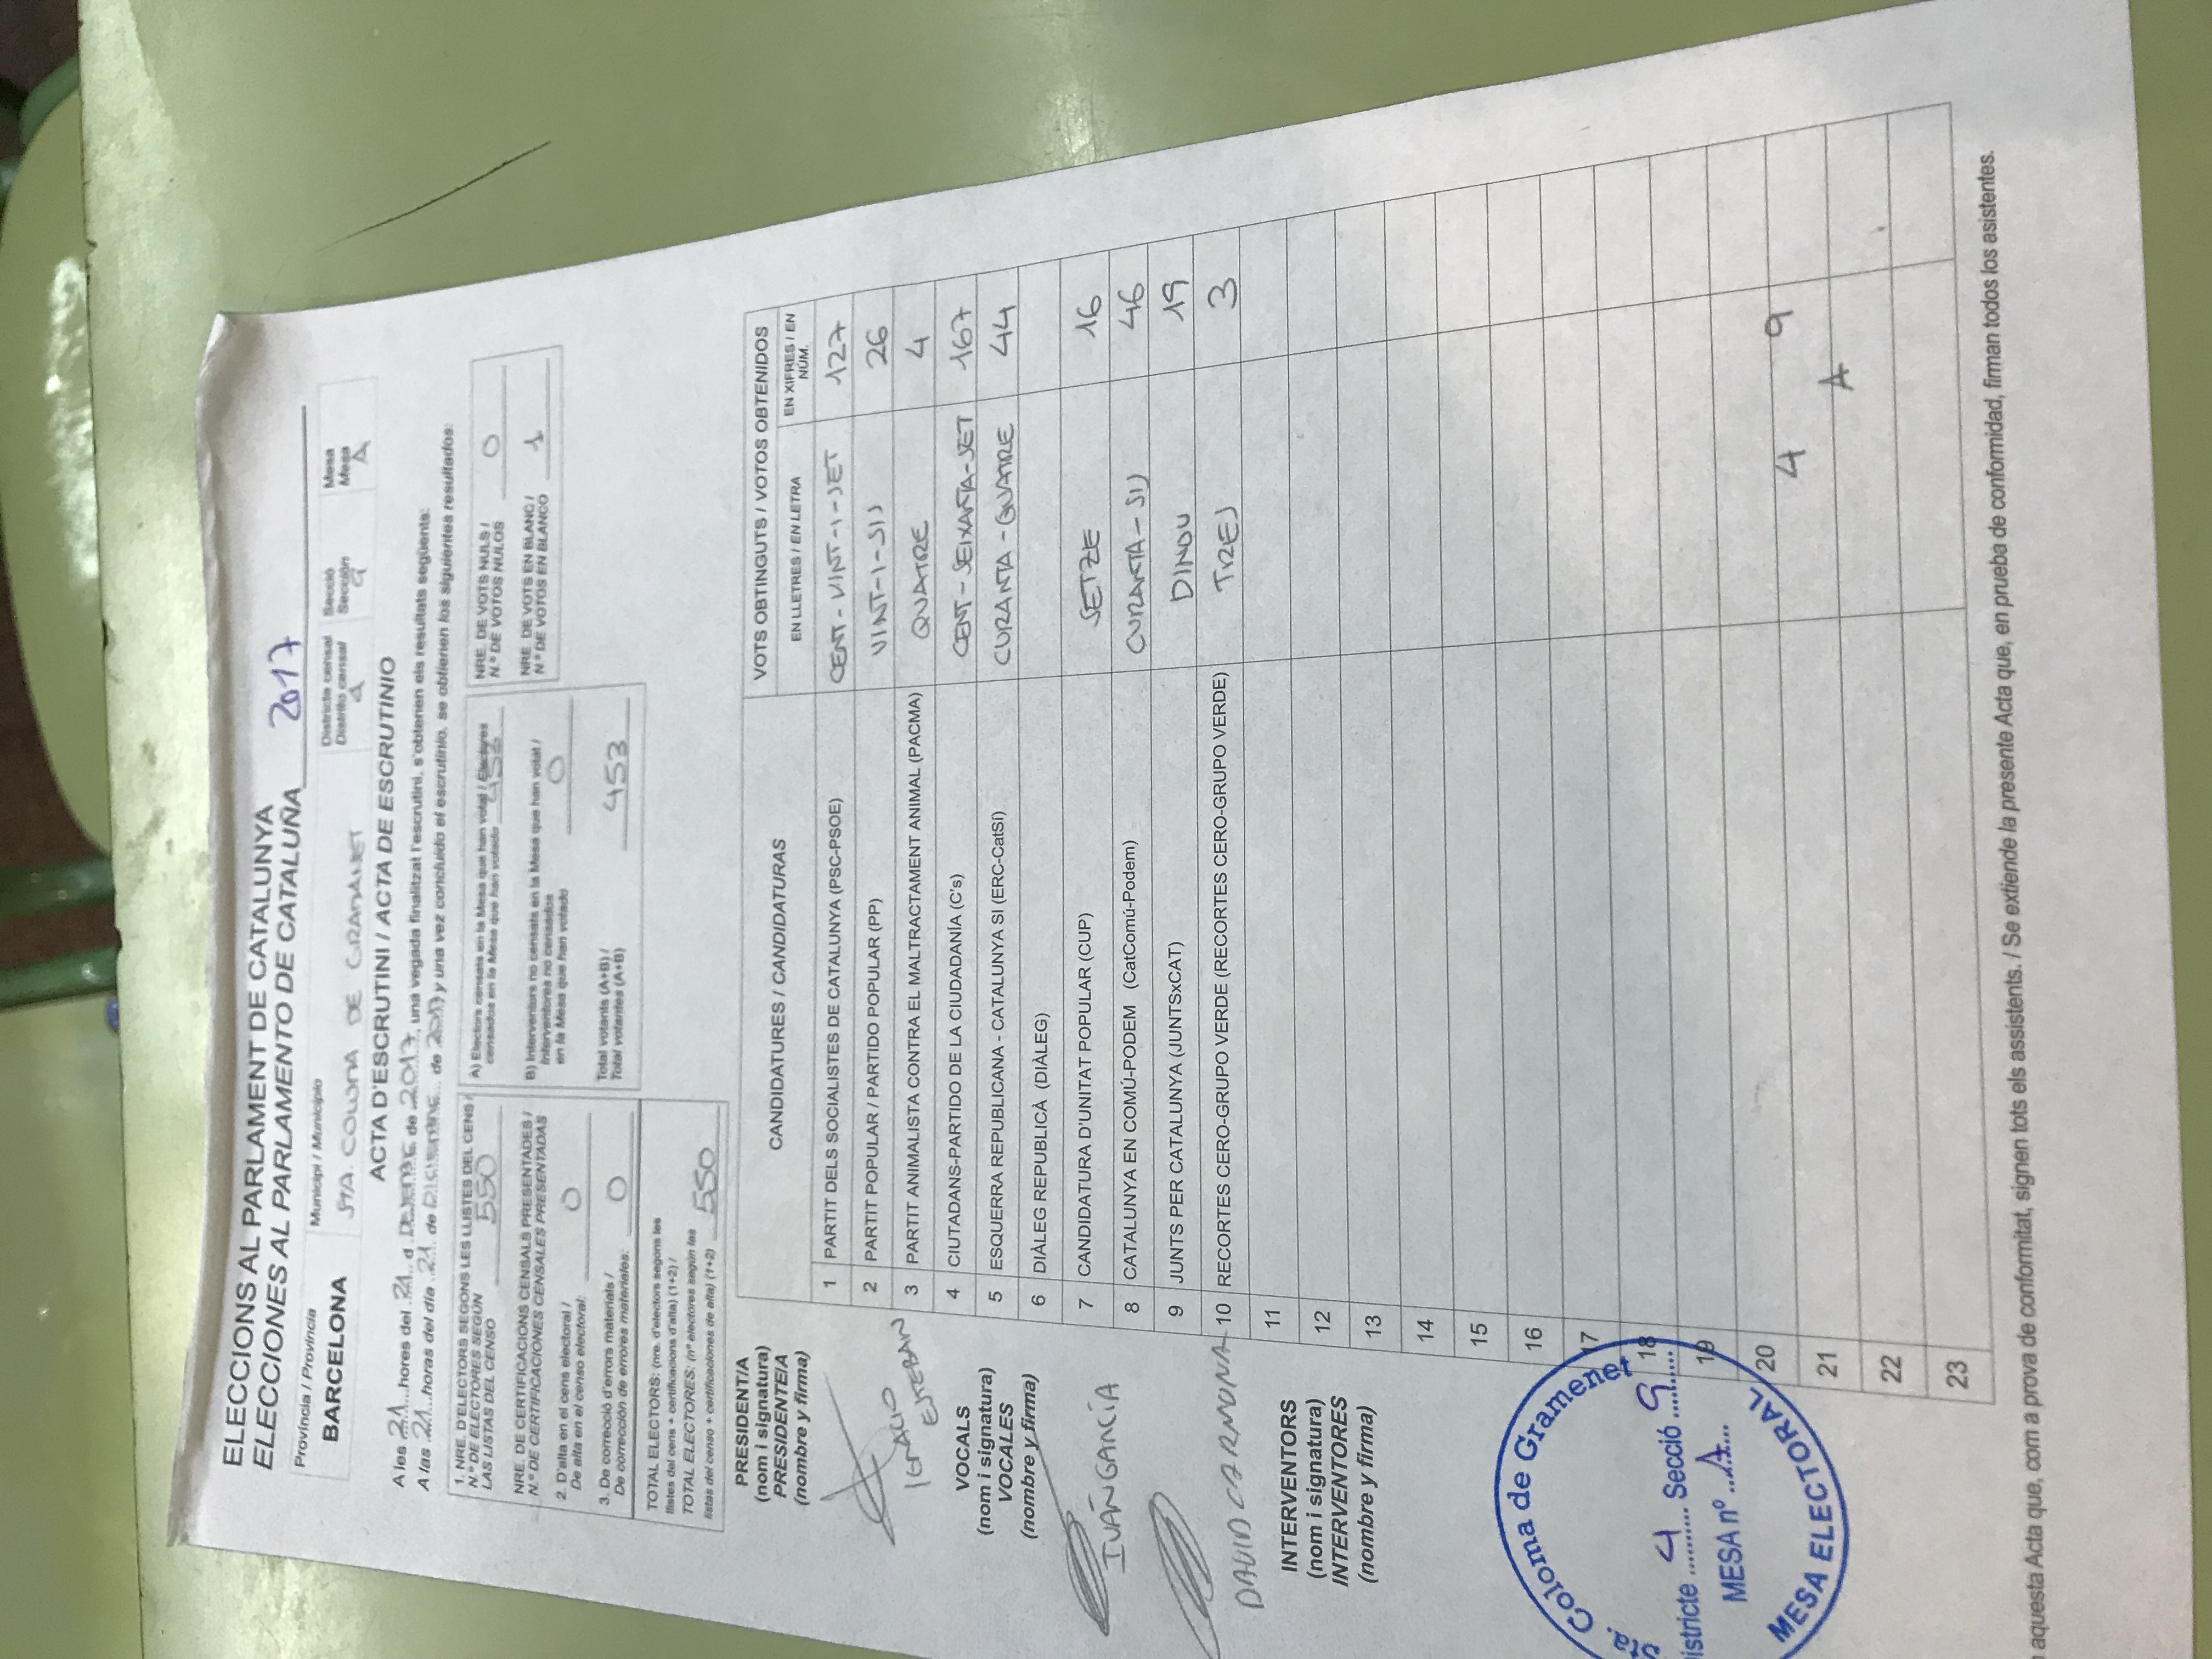 ELECCIONS AL PARLAMENT DE CATALUNYA
ELECCIONES AL PARLAMENTO DE CATALUÑA 2017
Província / Provincia
BARCELONA
Municipi / Municipio
STA. COLOMA DE GRAMANET
Districte censal
Distrito censal
4
Secció
Sección
9
Mesa
Mesa
A
ACTA D'ESCRUTINI / ACTA DE ESCRUTINIO
A les 21 hores del 21 d DESEMBRE de 2017, una vegada finalitzat l'escrutini, s'obtenen els resultats següents:
A las 21 horas del día 21 de DICIEMBRE de 2017 y una vez concluido el escrutinio, se obtienen los siguientes resultados:
1. NRE. D'ELECTORS SEGONS LES LLISTES DEL CENS /
N.º DE ELECTORES SEGÚN
LAS LISTAS DEL CENSO 550
NRE. DE CERTIFICACIONS CENSALS PRESENTADES /
N.º DE CERTIFICACIONES CENSALES PRESENTADAS
2. D'alta en el cens electoral /
De alta en el censo electoral: 0
3. De correcció d'errors materials /
De corrección de errores materiales: 0
TOTAL ELECTORS: (nre. d'electors segons les
llistes del cens + certificacions d'alta) (1+2) /
TOTAL ELECTORES: (nº electores según las
listas del censo + certificaciones de alta) (1+2) 550
A) Electors censats en la Mesa que han votat / Electores
censados en la Mesa que han votado 453
B) Interventors no censats en la Mesa que han votat /
Interventores no censados
en la Mesa que han votado 0
Total votants (A+B) /
Total votantes (A+B) 453
NRE. DE VOTS NULS /
N.º DE VOTOS NULOS 0
NRE. DE VOTS EN BLANC /
N.º DE VOTOS EN BLANCO 1
PRESIDENT/A
(nom i signatura)
PRESIDENTE/A
(nombre y firma)
IGNACIO
ESTEBAN
VOCALS
(nom i signatura)
VOCALES
(nombre y firma)
IVAN GARCÍA
DAVID CARMONA
INTERVENTORS
(nom i signatura)
INTERVENTORES
(nombre y firma)
CANDIDATURES / CANDIDATURAS
VOTS OBTINGUTS / VOTOS OBTENIDOS
EN LLETRES / EN LETRA
EN XIFRES / EN
NÚM.
1 PARTIT DELS SOCIALISTES DE CATALUNYA (PSC-PSOE) CENT-VINT-I-SET 127
2 PARTIT POPULAR / PARTIDO POPULAR (PP) VINT-I-SIS 26
3 PARTIT ANIMALISTA CONTRA EL MALTRACTAMENT ANIMAL (PACMA) QUATRE 4
4 CIUTADANS-PARTIDO DE LA CIUDADANÍA (C's) CENT-SEIXANTA-SET 167
5 ESQUERRA REPUBLICANA - CATALUNYA SI (ERC-CatSí) CURANTA-QUATRE 44
6 DIÀLEG REPUBLICÀ (DIÀLEG)
7 CANDIDATURA D'UNITAT POPULAR (CUP) SETZE 16
8 CATALUNYA EN COMÚ-PODEM (CatComú-Podem) CURANTA-SIS 46
9 JUNTS PER CATALUNYA (JUNTSxCAT) DINOU 19
10 RECORTES CERO-GRUPO VERDE (RECORTES CERO-GRUPO VERDE) TRES 3
11
12
13
14
15
16
17
18
19
20
21
22
23
4 9
A
Sta. Coloma de Gramenet
istricte 4 Secció 9
MESA nº A
MESA ELECTORAL
aquesta Acta que, com a prova de conformitat, signen tots els assistents. / Se extiende la presente Acta que, en prueba de conformidad, firman todos los asistentes.